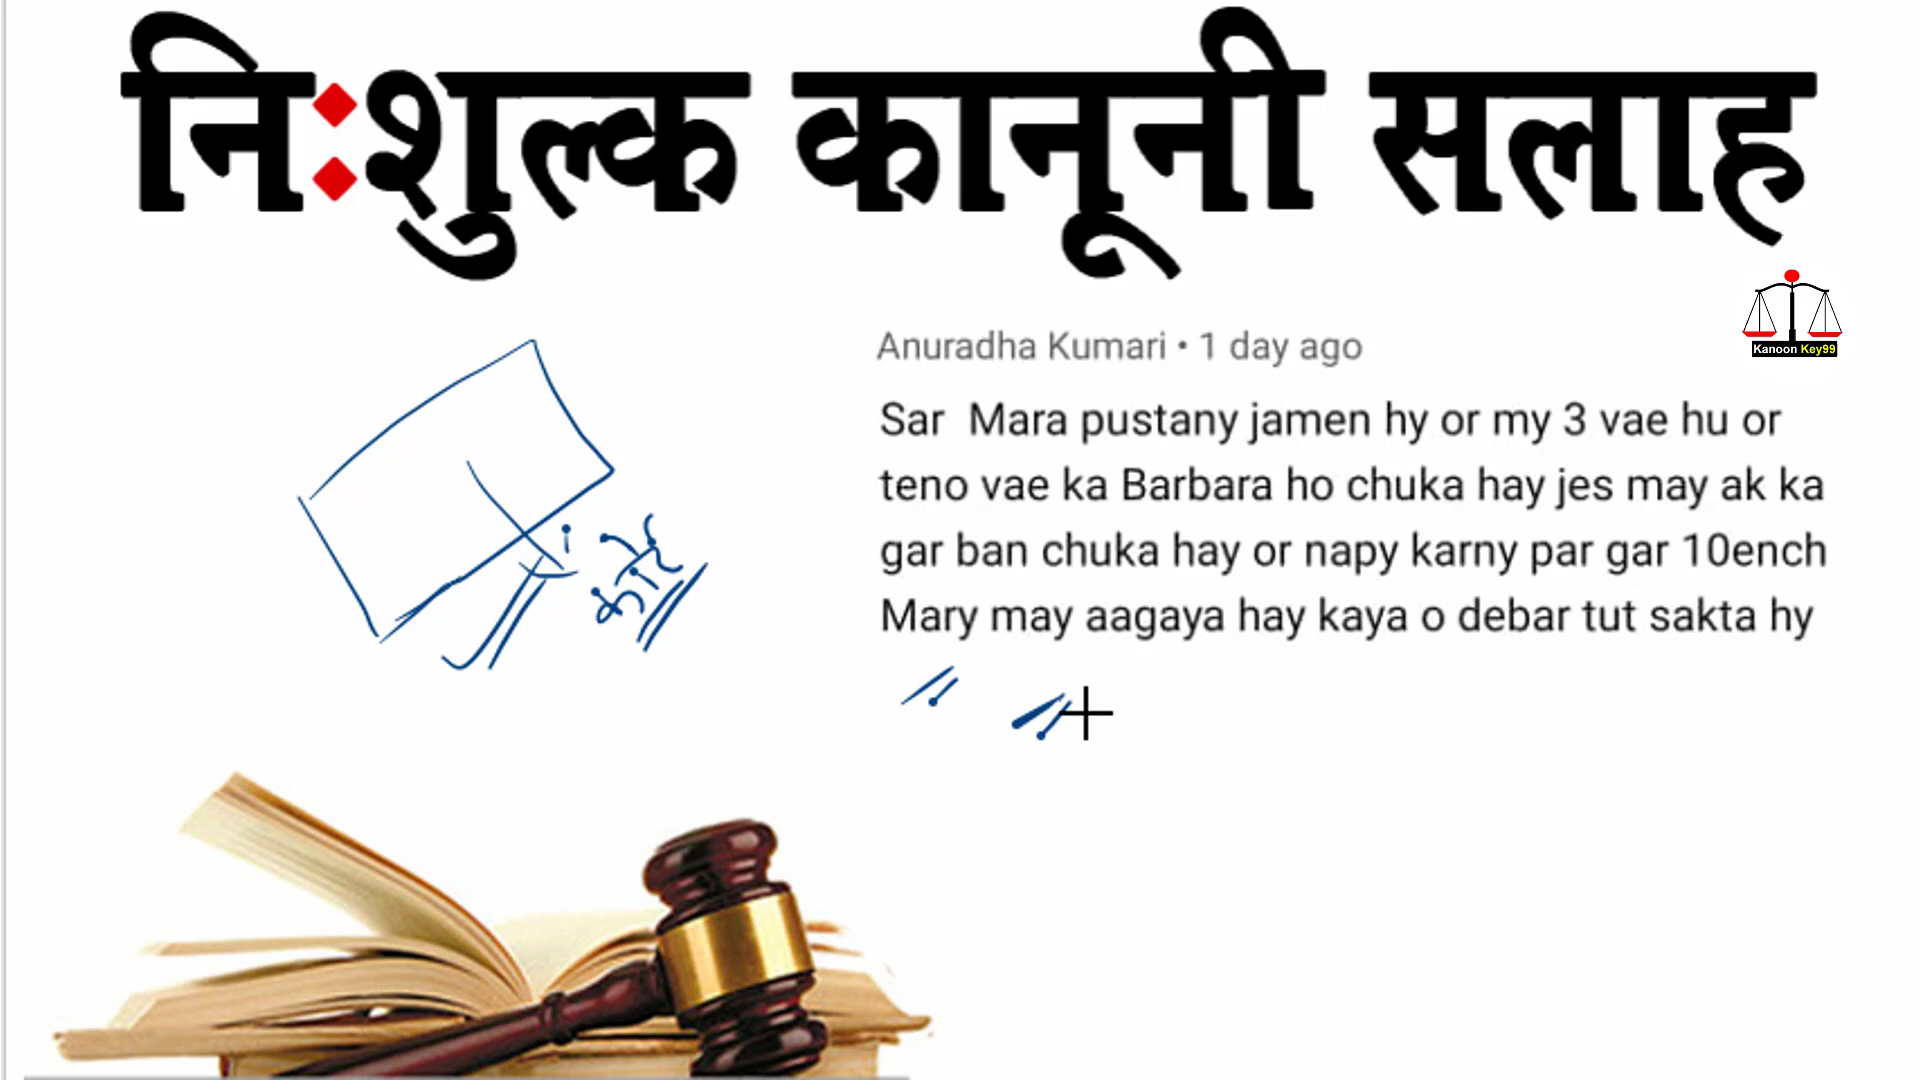 नि:शुल्क कानूनी सलाह
Kanoon Key99
Anuradha Kumari • 1 day ago
Sar Mara pustany jamen hy or my 3 vae hu or
teno vae ka Barbara ho chuka hay jes may ak ka
gar ban chuka hay or napy karny par gar 10ench
Mary may aagaya hay kaya o debar tut sakta hy